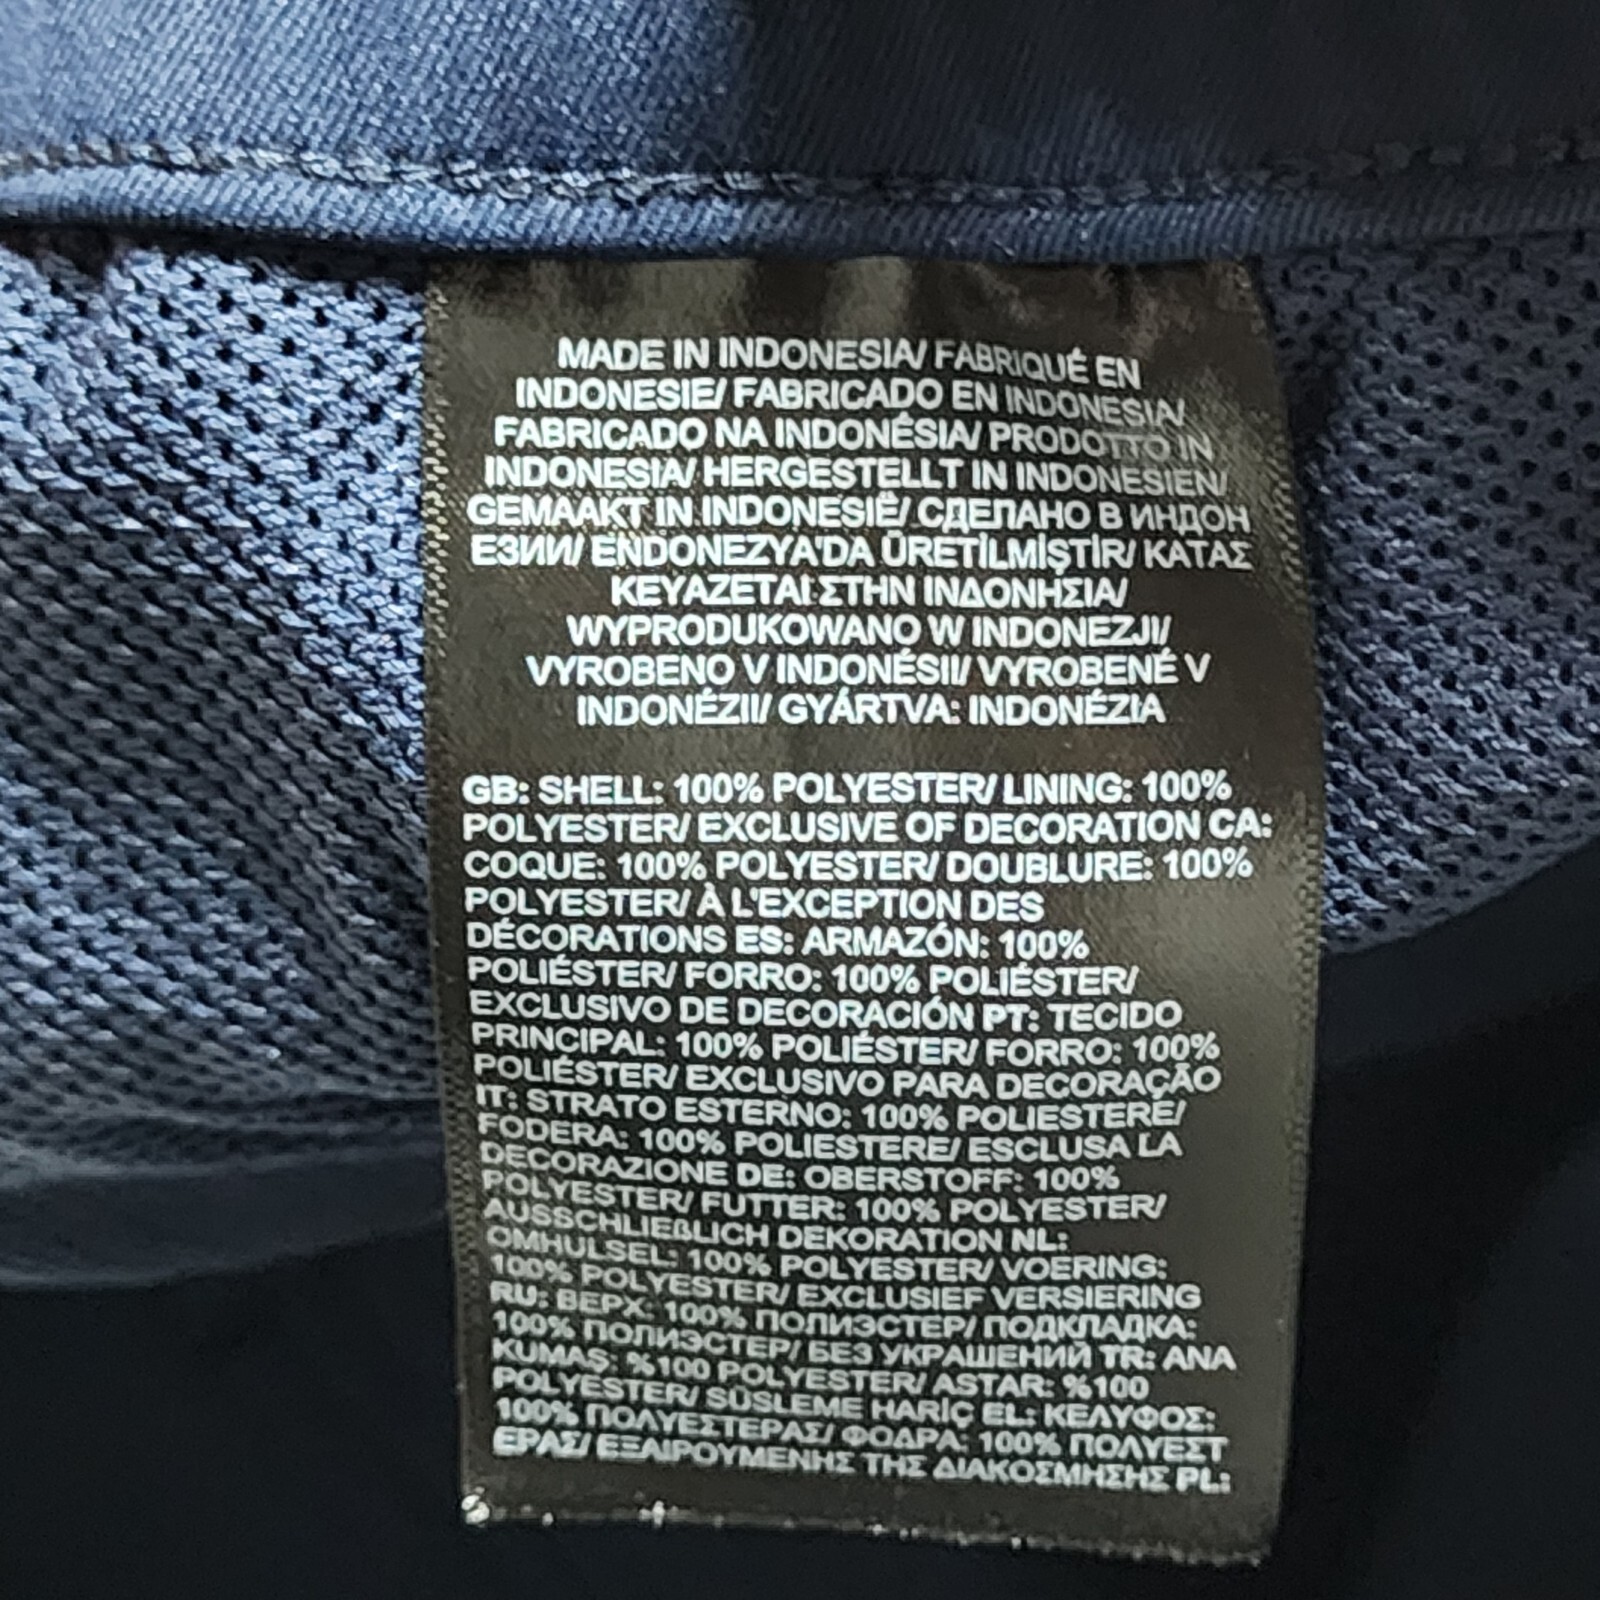 MADE IN INDONESIA/ FABRIQUÉ EN
INDONESIE/ FABRICADO EN INDONESIA/
FABRICADO NA INDONÉSIA/ PRODOTTO IN
INDONESIA/ HERGESTELLT IN INDONESIEN/
GEMAAKT IN INDONESIË/ СДЕЛАНО В ИНДОН
ЕЗИИ/ ENDONEZYA'DA ÜRETİLMİŞTİR/ ΚΑΤΑΣ
ΚΕΥΑΖΕΤΑΙ ΣΤΗΝ ΙΝΔΟΝΗΣΙΑ/
WYPRODUKOWANO W INDONEZJI/
VYROBENO V INDONÉSII/ VYROBENÉ V
INDONÉZII/ GYÁRTVA: INDONÉZIA
GB: SHELL: 100% POLYESTER/ LINING: 100%
POLYESTER/ EXCLUSIVE OF DECORATION CA:
COQUE: 100% POLYESTER/ DOUBLURE: 100%
POLYESTER/ À L'EXCEPTION DES
DÉCORATIONS ES: ARMAZÓN: 100%
POLIÉSTER/ FORRO: 100% POLIÉSTER/
EXCLUSIVO DE DECORACIÓN PT: TECIDO
PRINCIPAL: 100% POLIÉSTER/ FORRO: 100%
POLIÉSTER/ EXCLUSIVO PARA DECORAÇÃO
IT: STRATO ESTERNO: 100% POLIESTERE/
FODERA: 100% POLIESTERE/ ESCLUSA LA
DECORAZIONE DE: OBERSTOFF: 100%
POLYESTER/ FUTTER: 100% POLYESTER/
AUSSCHLIEßLICH DEKORATION NL:
OMHULSEL: 100% POLYESTER/ VOERING:
100% POLYESTER/ EXCLUSIEF VERSIERING
RU: ВЕРХ: 100% ПОЛИЭСТЕР/ ПОДКЛАДКА:
100% ПОЛИЭСТЕР/ БЕЗ УКРАШЕНИЙ TR: ANA
KUMAŞ: %100 POLYESTER/ ASTAR: %100
POLYESTER/ SÜSLEME HARİÇ EL: ΚΕΛΥΦΟΣ:
100% ΠΟΛΥΕΣΤΕΡΑΣ/ ΦΟΔΡΑ: 100% ΠΟΛΥΕΣΤ
ΕΡΑΣ/ ΕΞΑΙΡΟΥΜΕΝΗΣ ΤΗΣ ΔΙΑΚΟΣΜΗΣΗΣ PL: